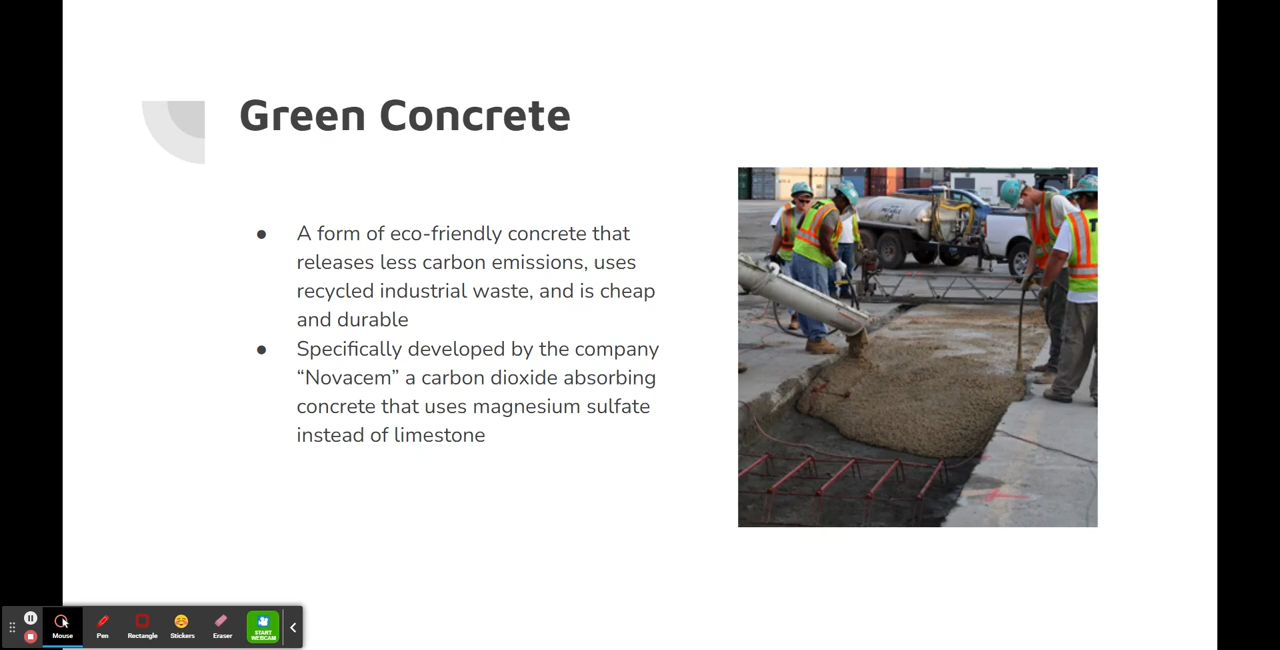 Green Concrete
● A form of eco-friendly concrete that
releases less carbon emissions, uses
recycled industrial waste, and is cheap
and durable
● Specifically developed by the company
“Novacem” a carbon dioxide absorbing
concrete that uses magnesium sulfate
instead of limestone
Mouse
Pen
Rectangle
Stickers
Eraser
START
WEBCAM